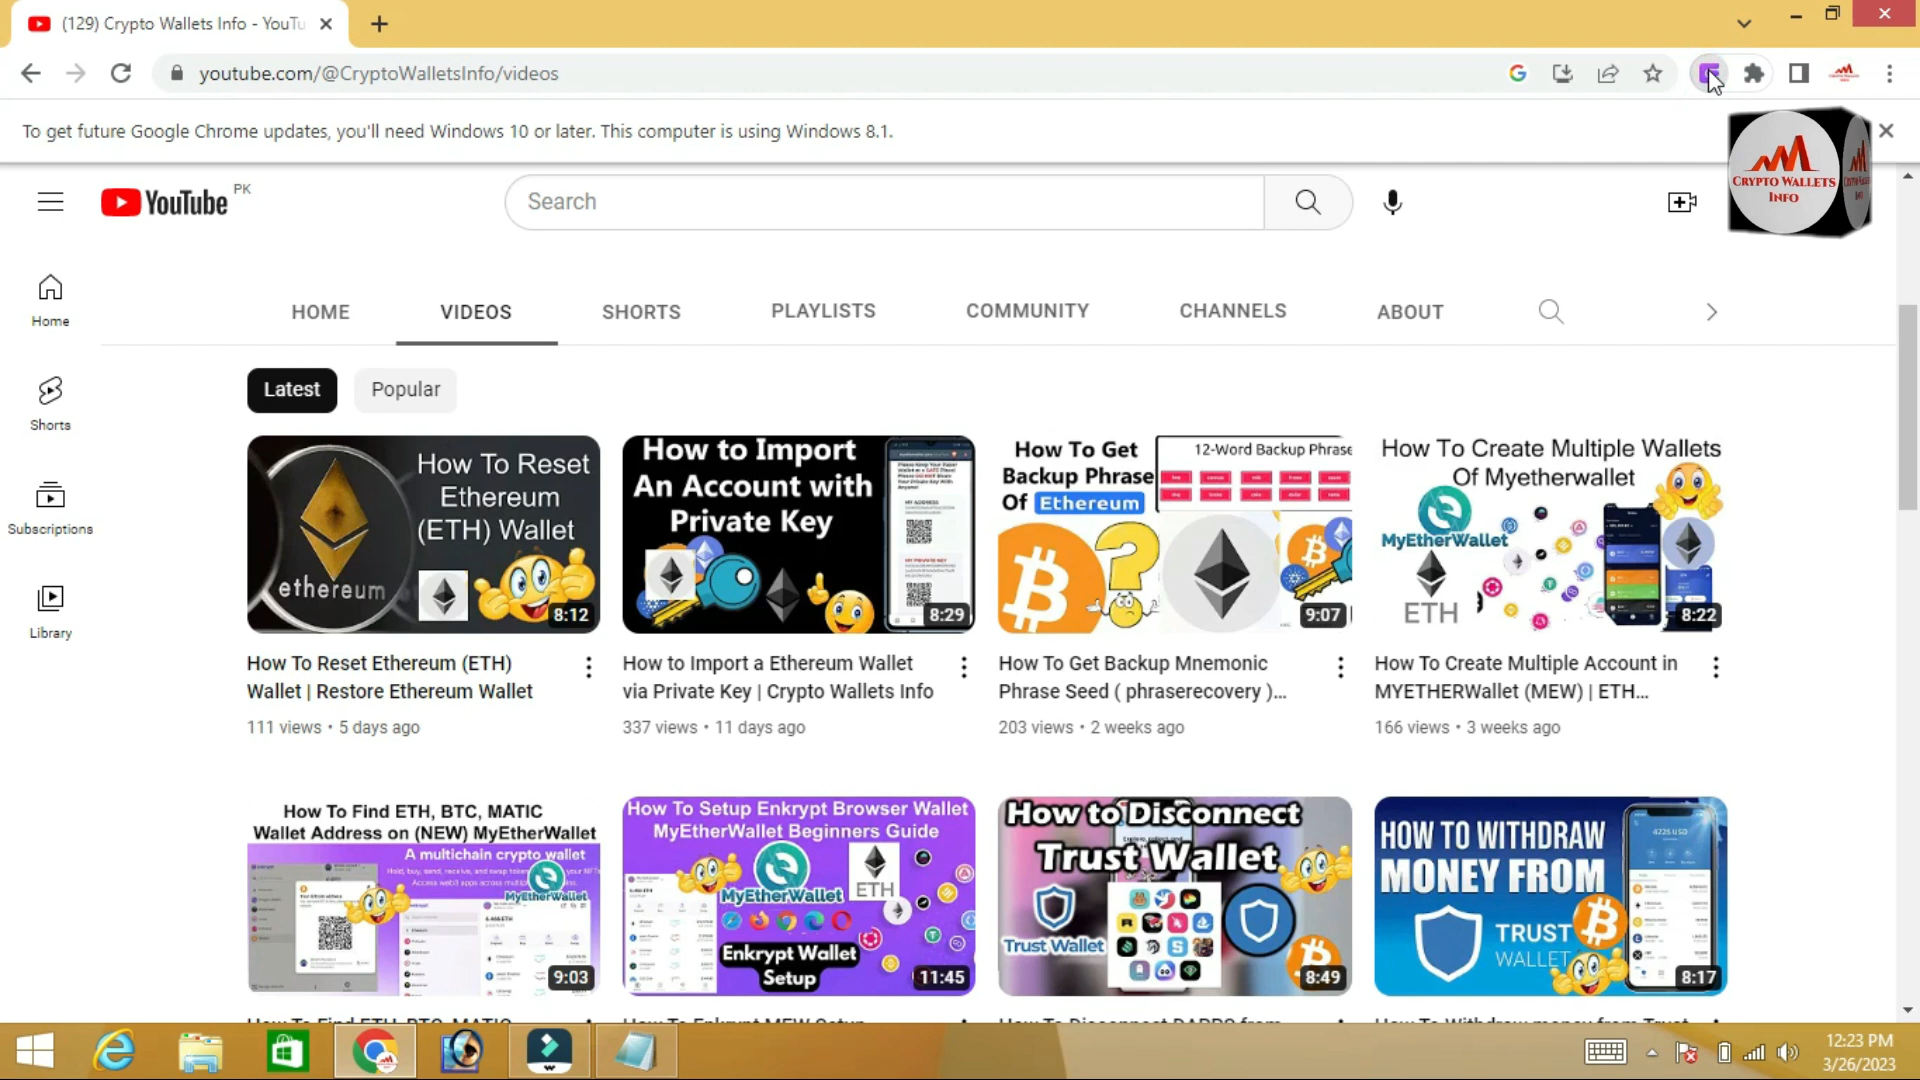 (129) Crypto Wallets Info - YouTu
youtube.com/@CryptoWalletsInfo/videos
To get future Google Chrome updates, you'll need Windows 10 or later. This computer is using Windows 8.1.
CRYPTO WALLETS
INFO
YouTube PK
Search
Home
Shorts
Subscriptions
Library
HOME VIDEOS SHORTS PLAYLISTS COMMUNITY CHANNELS ABOUT
Latest Popular
How To Reset
Ethereum
(ETH) Wallet
ethereum
8:12
How to Import
An Account with
Private Key
MY ADDRESS
8:29
How To Get
Backup Phrase
Of Ethereum
12-Word Backup Phrase
9:07
How To Create Multiple Wallets
Of Myetherwallet
MyEtherWallet
ETH
8:22
How To Reset Ethereum (ETH)
Wallet | Restore Ethereum Wallet
111 views • 5 days ago
How to Import a Ethereum Wallet
via Private Key | Crypto Wallets Info
337 views • 11 days ago
How To Get Backup Mnemonic
Phrase Seed ( phraserecovery )...
203 views • 2 weeks ago
How To Create Multiple Account in
MYETHERWallet (MEW) | ETH...
166 views • 3 weeks ago
How To Find ETH, BTC, MATIC
Wallet Address on (NEW) MyEtherWallet
A multichain crypto wallet
MyEtherWallet
9:03
How To Setup Enkrypt Browser Wallet
MyEtherWallet Beginners Guide
MyEtherWallet
ETH
Enkrypt Wallet
Setup
11:45
How to Disconnect
Trust Wallet
Trust Wallet
8:49
HOW TO WITHDRAW
MONEY FROM
TRUST
WALLET
4225 USD
8:17
12:23 PM
3/26/2023